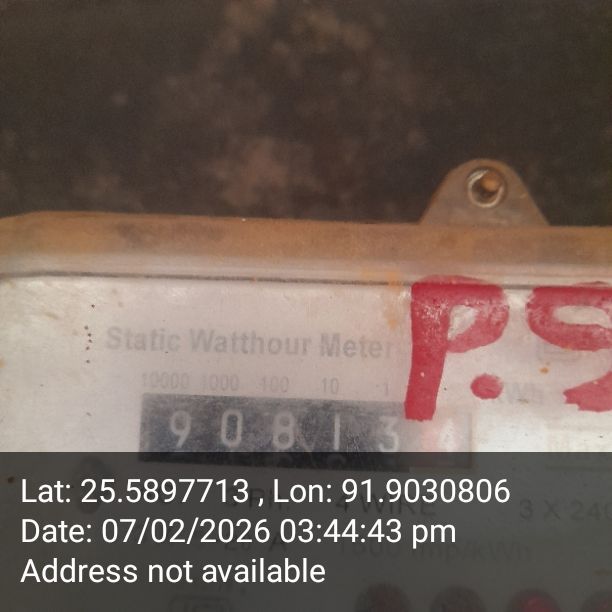 P.S
Static Watthour Meter
10000 1000 100 10 1
kWh
90813
Lat: 25.5897713 , Lon: 91.9030806
4 WIRE 3 X 240
Date: 07/02/2026 03:44:43 pm
Address not available